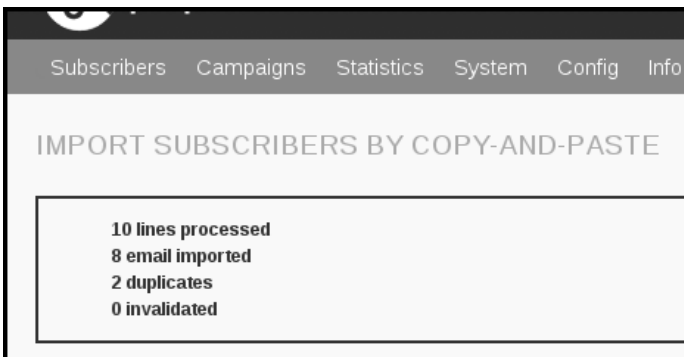 Subscribers Campaigns Statistics System Config Info
IMPORT SUBSCRIBERS BY COPY-AND-PASTE
10 lines processed
8 email imported
2 duplicates
0 invalidated